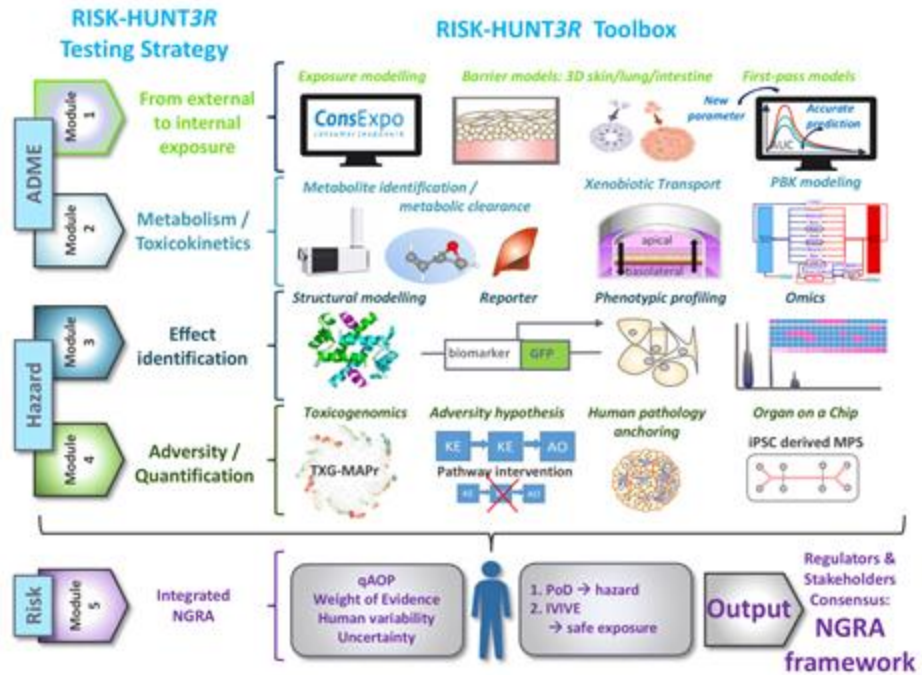 RISK-HUNT3R
Testing Strategy
RISK-HUNT3R Toolbox
ADME
Module
1
From external
to internal
exposure
Exposure modelling
ConsExpo
Barrier models: 3D skin/lung/intestine
First-pass models
New
parameter
Accurate
prediction
AUC
Module
2
Metabolism /
Toxicokinetics
Metabolite identification /
metabolic clearance
Xenobiotic Transport
apical
basolateral
PBK modeling
Hazard
Module
3
Effect
identification
Structural modelling
Reporter
biomarker
GFP
Phenotypic profiling
Omics
Module
4
Adversity /
Quantification
Toxicogenomics
TXG-MAPr
Adversity hypothesis
KE
KE
AO
Pathway intervention
KE
AO
Human pathology
anchoring
Organ on a Chip
iPSC derived MPS
Risk
Module
5
Integrated
NGRA
qAOP
Weight of Evidence
Human variability
Uncertainty
1. PoD → hazard
2. IVIVE
→ safe exposure
Output
Regulators &
Stakeholders
Consensus:
NGRA
framework